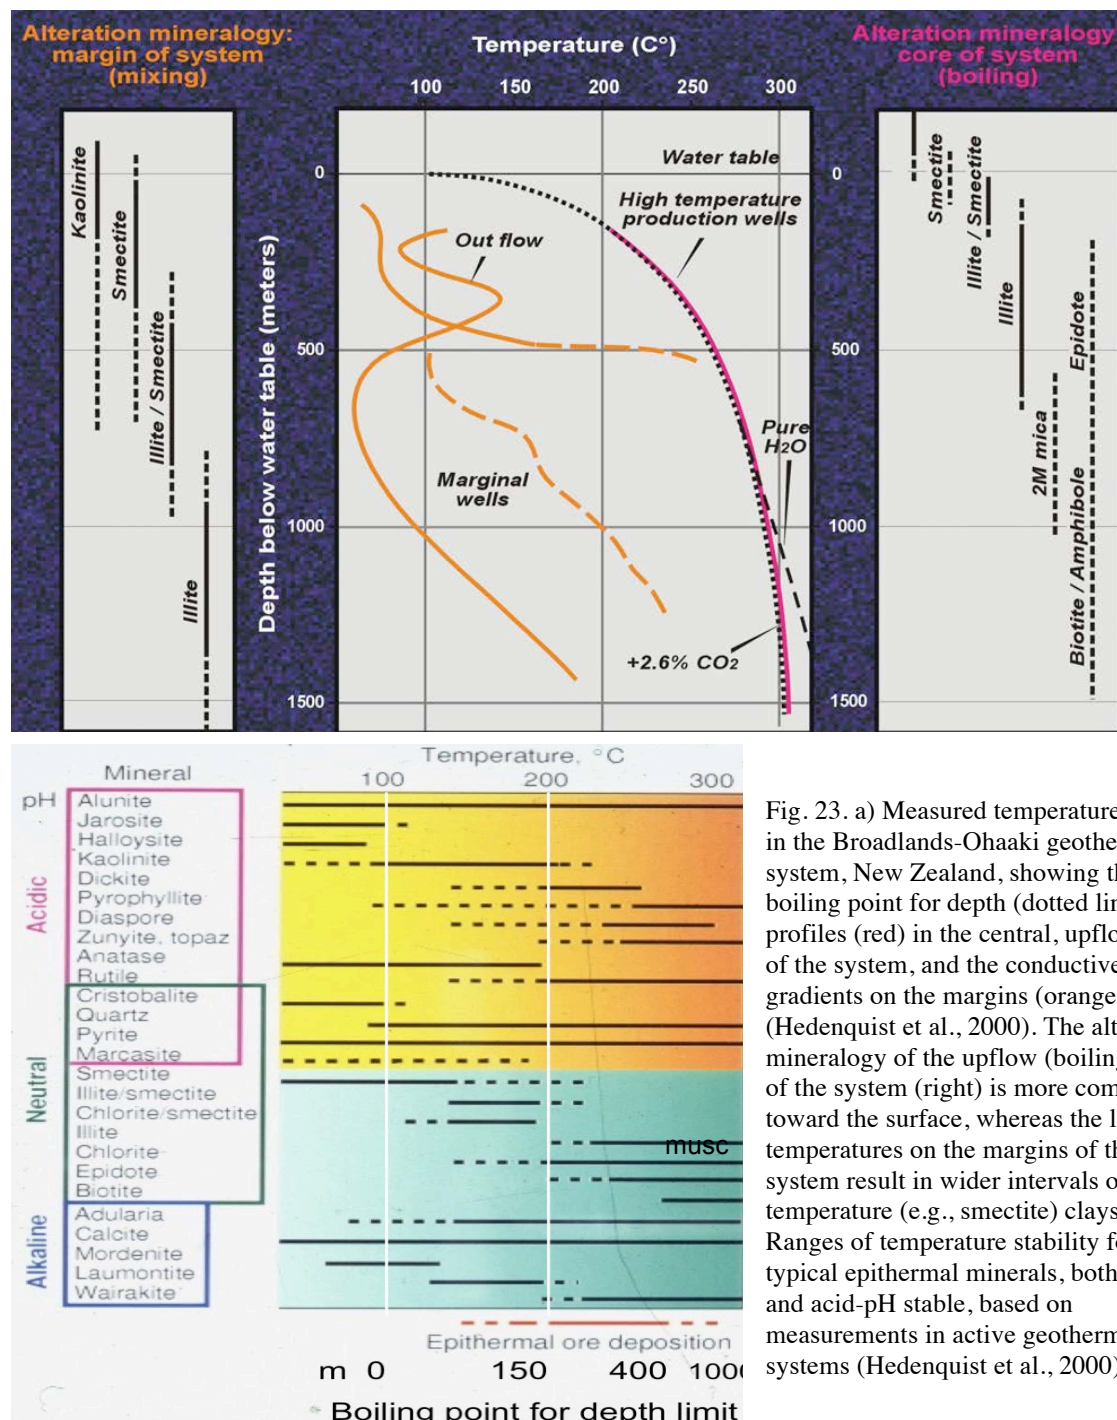 Alteration mineralogy:
margin of system
(mixing)
Temperature (C°)
100 150 200 250 300
Alteration mineralogy
core of system
(boiling)
Kaolinite
Smectite
Illite / Smectite
Illite
Depth below water table (meters)
0
500
1000
1500
Water table
High temperature
production wells
Out flow
Marginal
wells
Pure
H2O
+2.6% CO2
0
500
1000
1500
Smectite
Illite / Smectite
Illite
2M mica
Epidote
Biotite / Amphibole
Temperature, °C
Mineral
100 200 300
pH
Acidic
Neutral
Alkaline
Alunite
Jarosite
Halloysite
Kaolinite
Dickite
Pyrophyllite
Diaspore
Zunyite, topaz
Anatase
Rutile
Cristobalite
Quartz
Pyrite
Marcasite
Smectite
Illite/smectite
Chlorite/smectite
Illite
Chlorite
Epidote
Biotite
Adularia
Calcite
Mordenite
Laumontite
Wairakite
musc
Epithermal ore deposition
m 0 150 400
Boiling point for depth limit
Fig. 23. a) Measured temperature
in the Broadlands-Ohaaki
system, New Zealand, showing
boiling point for depth (dotted
profiles (red) in the central,
of the system, and the conductive
gradients on the margins (orange
(Hedenquist et al., 2000). The
mineralogy of the upflow (boiling
of the system (right) is more
toward the surface, whereas the
temperatures on the margins of
system result in wider intervals
temperature (e.g., smectite) clays
Ranges of temperature stability
typical epithermal minerals, both
and acid-pH stable, based on
measurements in active
systems (Hedenquist et al., 2000)